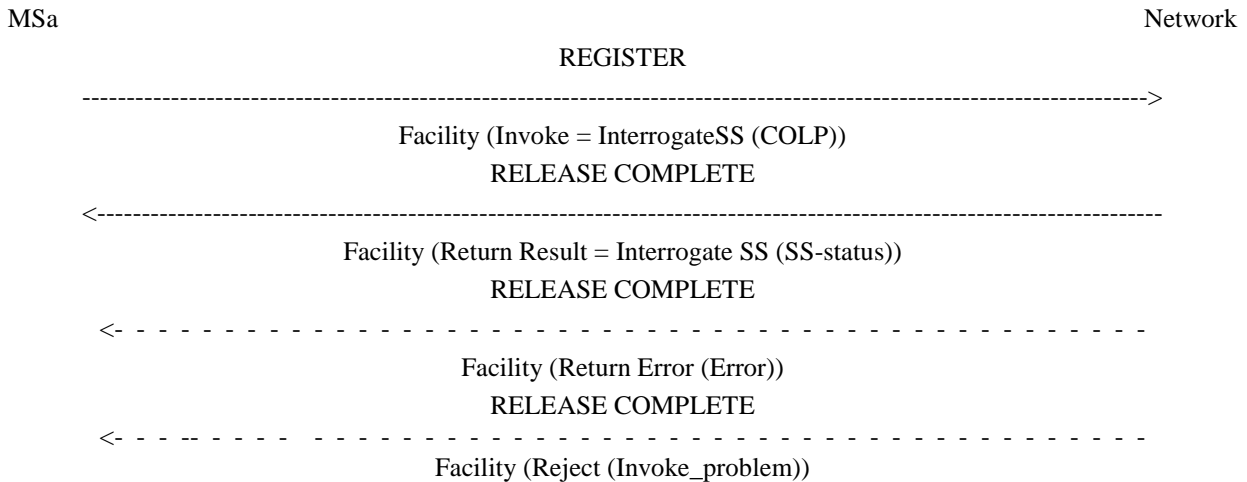 MSa Network
REGISTER
------------------------------------------------------------------------------------------------------------------------>
Facility (Invoke = InterrogateSS (COLP))
RELEASE COMPLETE
<------------------------------------------------------------------------------------------------------------------------
Facility (Return Result = Interrogate SS (SS-status))
RELEASE COMPLETE
<- - - - - - - - - - - - - - - - - - - - - - - - - - - - - - - - - - - - - - - - - - - - - - -
Facility (Return Error (Error))
RELEASE COMPLETE
<- - - -- - - - - - - - - - - - - - - - - - - - - - - - - - - - - - - - - - - - - - - - - - -
Facility (Reject (Invoke_problem))